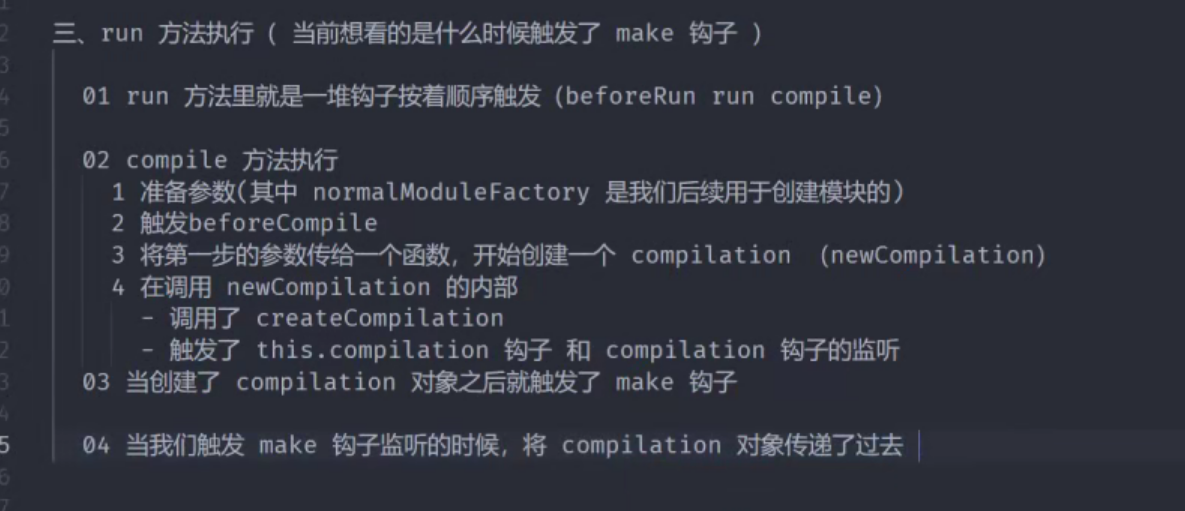 三、run 方法执行（ 当前想看的是什么时候触发了 make 钩子 ）
01 run 方法里就是一堆钩子按着顺序触发（beforeRun run compile）
02 compile 方法执行
1 准备参数(其中 normalModuleFactory 是我们后续用于创建模块的)
2 触发beforeCompile
3 将第一步的参数传给一个函数，开始创建一个 compilation （newCompilation）
4 在调用 newCompilation 的内部
- 调用了 createCompilation
- 触发了 this.compilation 钩子 和 compilation 钩子的监听
03 当创建了 compilation 对象之后就触发了 make 钩子
04 当我们触发 make 钩子监听的时候，将 compilation 对象传递了过去